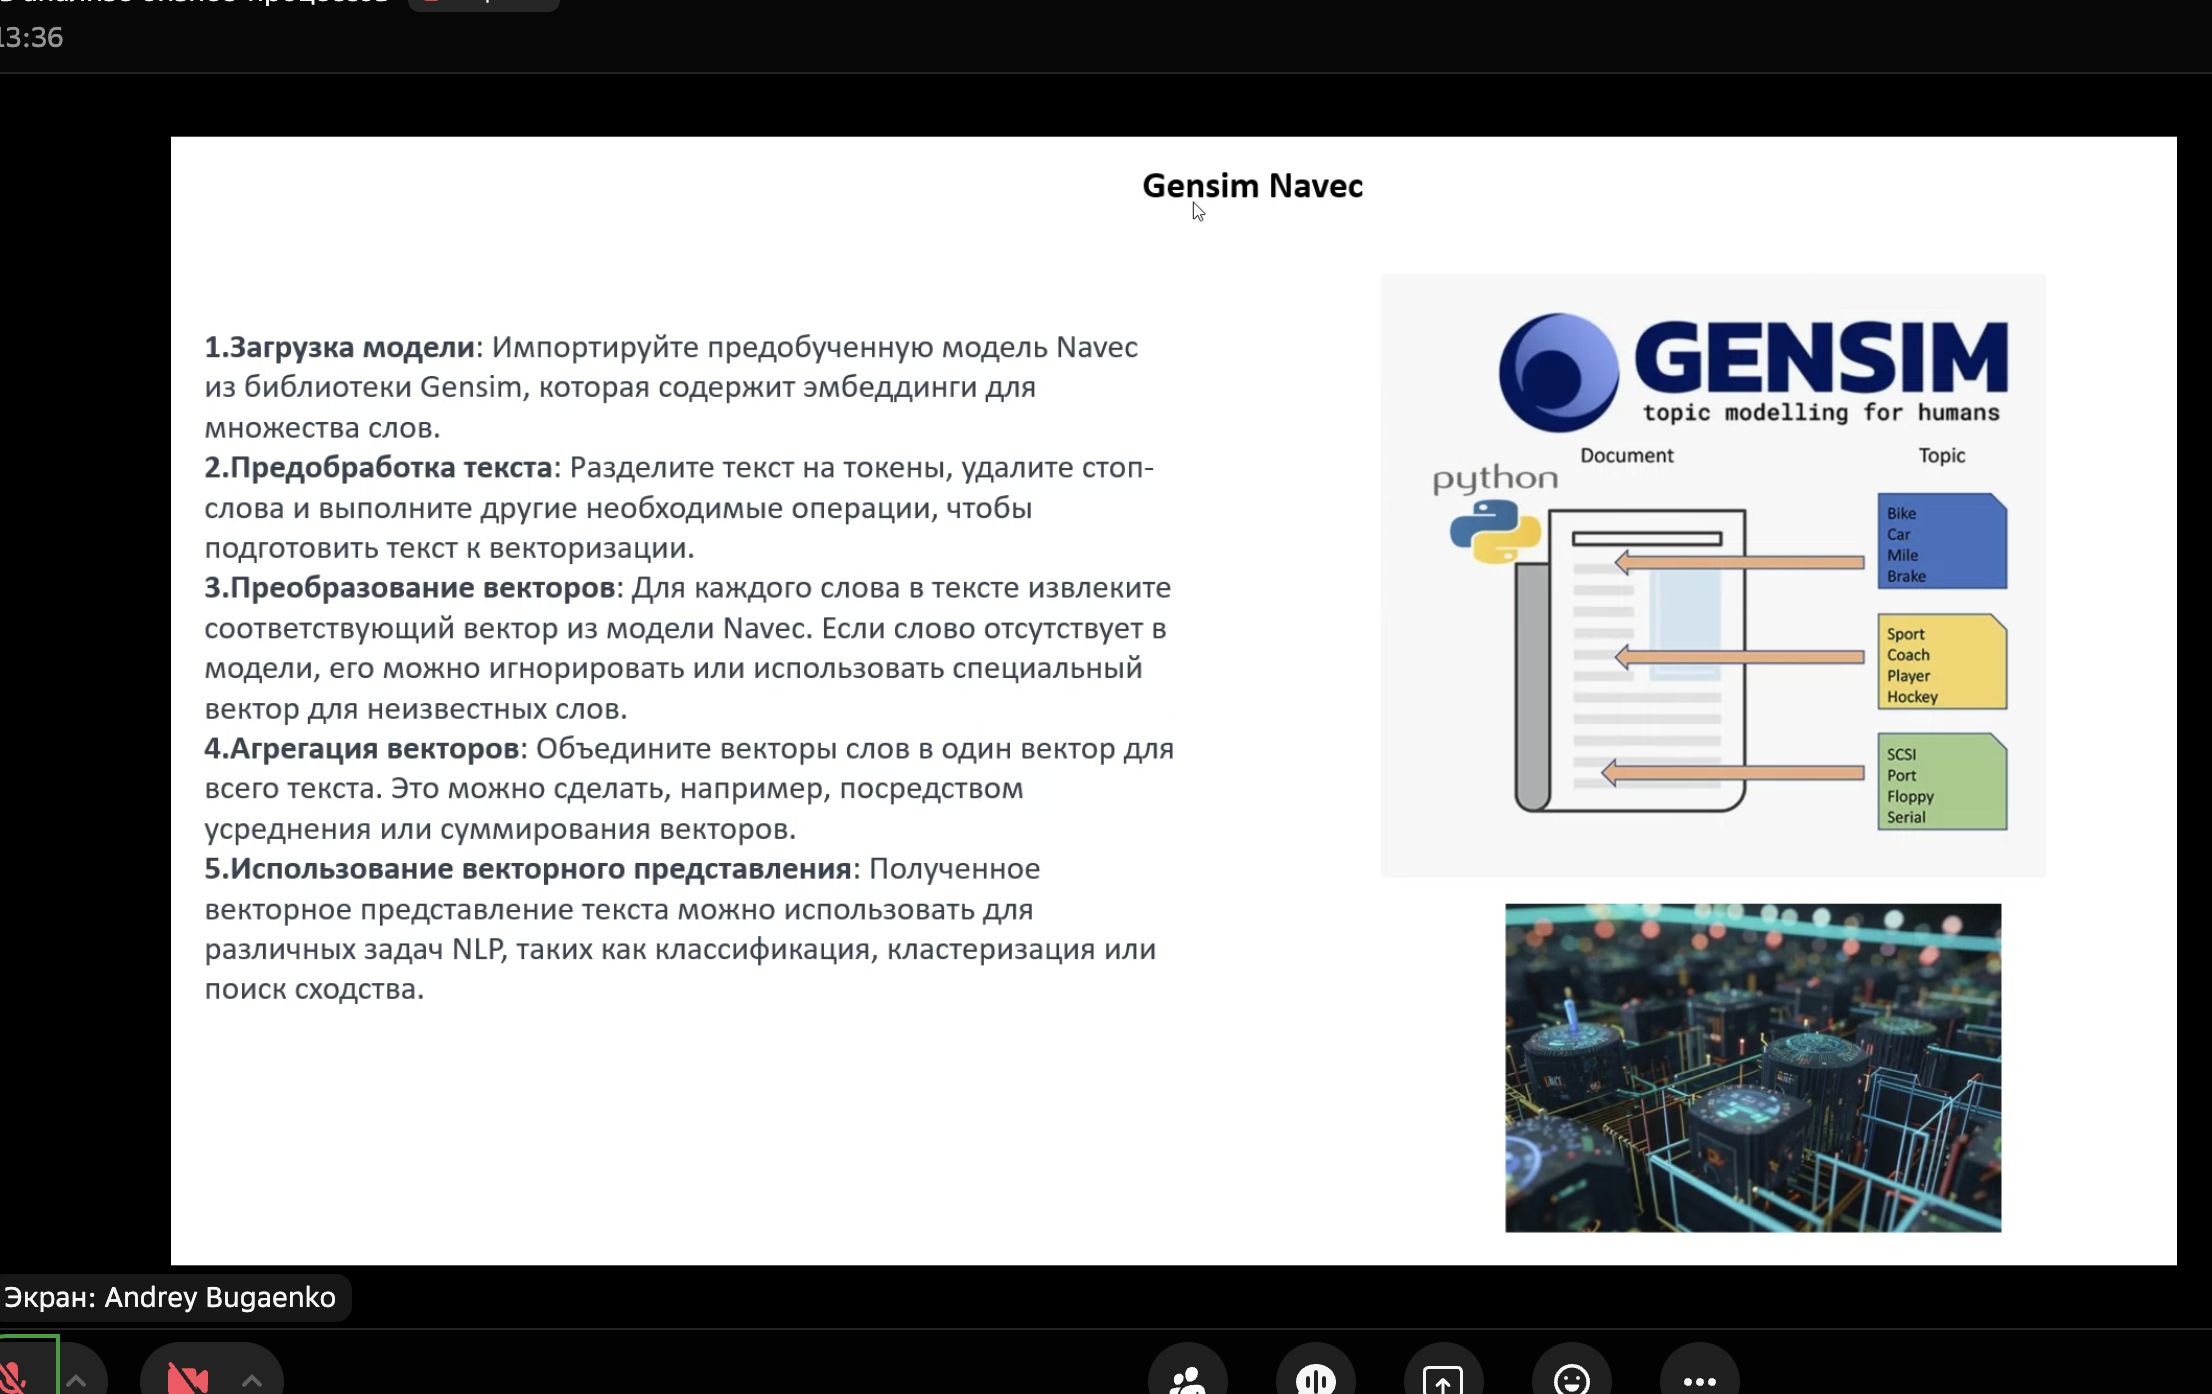 13:36
Gensim Navec
1.Загрузка модели: Импортируйте предобученную модель Navec
из библиотеки Gensim, которая содержит эмбеддинги для
множества слов.
2.Предобработка текста: Разделите текст на токены, удалите стоп-
слова и выполните другие необходимые операции, чтобы
подготовить текст к векторизации.
3.Преобразование векторов: Для каждого слова в тексте извлеките
соответствующий вектор из модели Navec. Если слово отсутствует в
модели, его можно игнорировать или использовать специальный
вектор для неизвестных слов.
4.Агрегация векторов: Объедините векторы слов в один вектор для
всего текста. Это можно сделать, например, посредством
усреднения или суммирования векторов.
5.Использование векторного представления: Полученное
векторное представление текста можно использовать для
различных задач NLP, таких как классификация, кластеризация или
поиск сходства.
GENSIM
topic modelling for humans
Document
Topic
python
Bike
Car
Mile
Brake
Sport
Coach
Player
Hockey
SCSI
Port
Floppy
Serial
Экран: Andrey Bugaenko